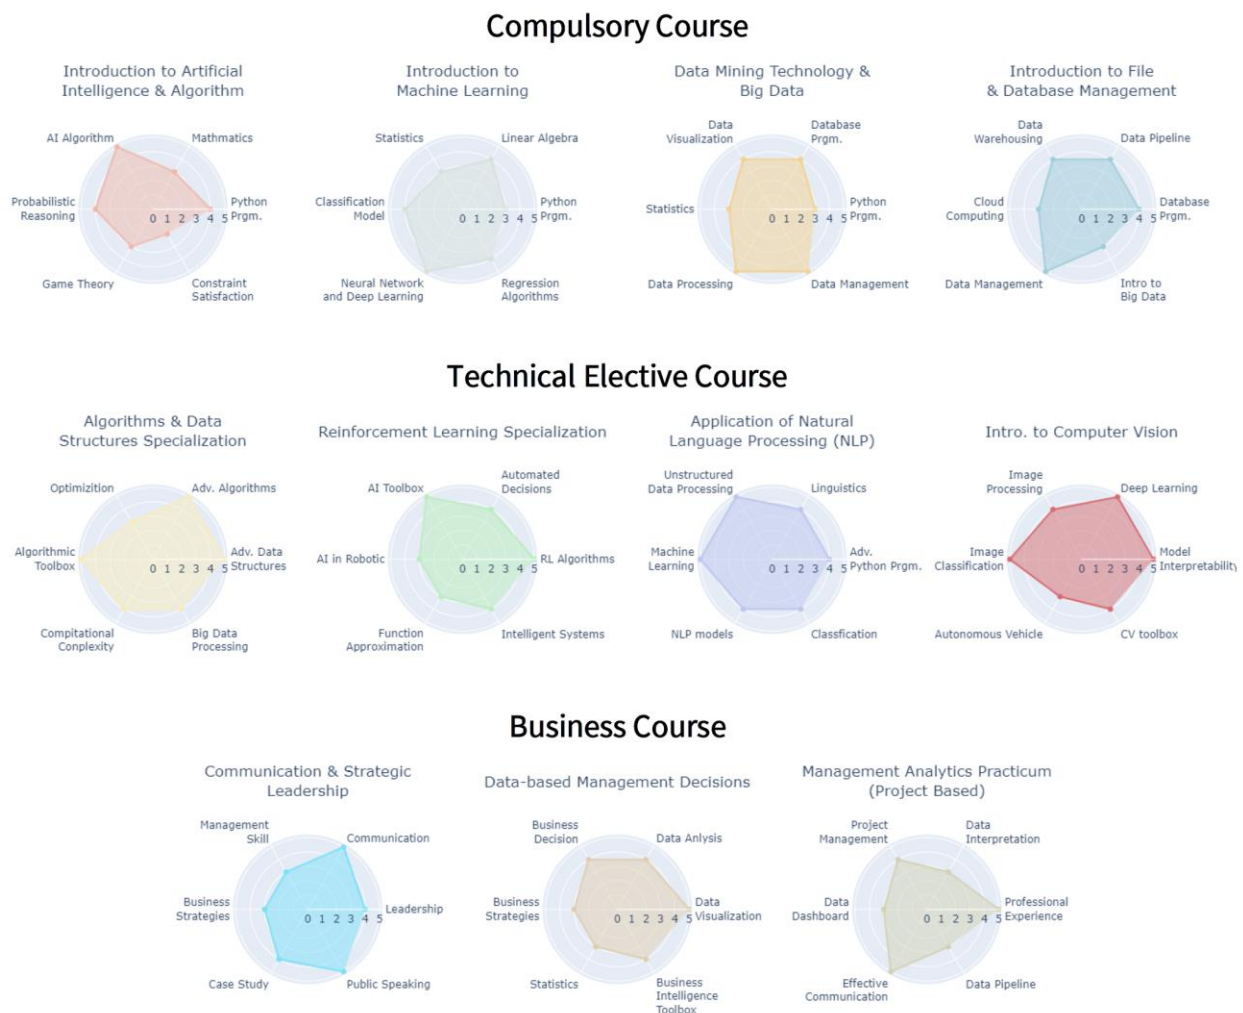 Compulsory Course
Introduction to Artificial
Intelligence & Algorithm
AI Algorithm
Mathmatics
Probabilistic
Reasoning
Python
Prgm.
0 1 2 3 4 5
Game Theory
Constraint
Satisfaction
Introduction to
Machine Learning
Statistics
Linear Algebra
Classification
Model
Python
Prgm.
0 1 2 3 4 5
Neural Network
and Deep Learning
Regression
Algorithms
Data Mining Technology &
Big Data
Data
Visualization
Database
Prgm.
Statistics
Python
Prgm.
0 1 2 3 4 5
Data Processing
Data Management
Introduction to File
& Database Management
Data
Warehousing
Data Pipeline
Cloud
Computing
Database
Prgm.
0 1 2 3 4 5
Data Management
Intro to
Big Data
Technical Elective Course
Algorithms & Data
Structures Specialization
Optimizition
Adv. Algorithms
Algorithmic
Toolbox
Adv. Data
Structures
0 1 2 3 4 5
Compitational
Conplexity
Big Data
Processing
Reinforcement Learning Specialization
AI Toolbox
Automated
Decisions
AI in Robotic
RL Algorithms
0 1 2 3 4 5
Function
Approximation
Intelligent Systems
Application of Natural
Language Processing (NLP)
Unstructured
Data Processing
Linguistics
Machine
Learning
Adv.
Python Prgm.
0 1 2 3 4 5
NLP models
Classfication
Intro. to Computer Vision
Image
Processing
Deep Learning
Image
Classification
Model
Interpretability
0 1 2 3 4 5
Autonomous Vehicle
CV toolbox
Business Course
Communication & Strategic
Leadership
Management
Skill
Communication
Business
Strategies
Leadership
0 1 2 3 4 5
Case Study
Public Speaking
Data-based Management Decisions
Business
Decision
Data Anlysis
Business
Strategies
Data
Visualization
0 1 2 3 4 5
Statistics
Business
Intelligence
Toolbox
Management Analytics Practicum
(Project Based)
Project
Management
Data
Interpretation
Data
Dashboard
Professional
Experience
0 1 2 3 4 5
Effective
Communication
Data Pipeline